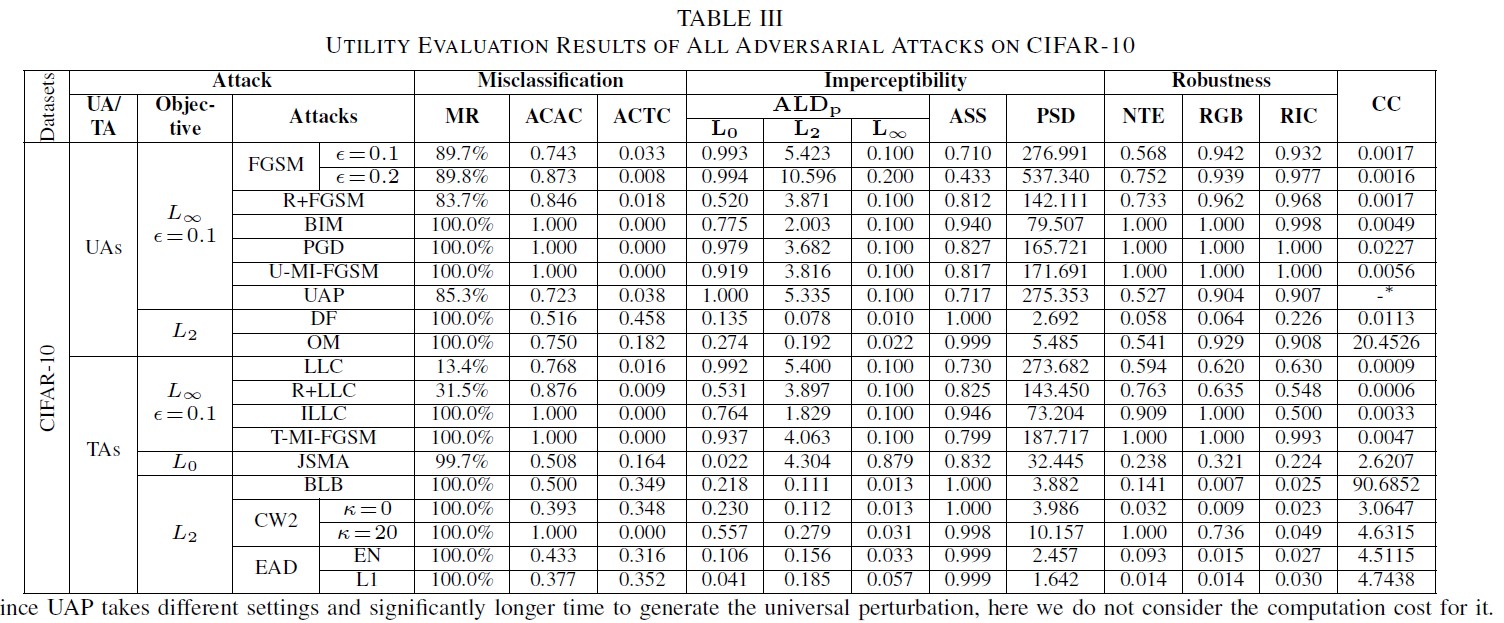 TABLE III
UTILITY EVALUATION RESULTS OF ALL ADVERSARIAL ATTACKS ON CIFAR-10
Datasets Attack Misclassification Imperceptibility Robustness CC
UA/TA Objec-tive Attacks MR ACAC ACTC ALDp ASS PSD NTE RGB RIC
L0 L2 L∞
CIFAR-10
UAs L∞ ϵ=0.1 FGSM ϵ=0.1 89.7% 0.743 0.033 0.993 5.423 0.100 0.710 276.991 0.568 0.942 0.932 0.0017
ϵ=0.2 89.8% 0.873 0.008 0.994 10.596 0.200 0.433 537.340 0.752 0.939 0.977 0.0016
R+FGSM 83.7% 0.846 0.018 0.520 3.871 0.100 0.812 142.111 0.733 0.962 0.968 0.0017
BIM 100.0% 1.000 0.000 0.775 2.003 0.100 0.940 79.507 1.000 1.000 0.998 0.0049
PGD 100.0% 1.000 0.000 0.979 3.682 0.100 0.827 165.721 1.000 1.000 1.000 0.0227
U-MI-FGSM 100.0% 1.000 0.000 0.919 3.816 0.100 0.817 171.691 1.000 1.000 1.000 0.0056
UAP 85.3% 0.723 0.038 1.000 5.335 0.100 0.717 275.353 0.527 0.904 0.907 -*
L2 DF 100.0% 0.516 0.458 0.135 0.078 0.010 1.000 2.692 0.058 0.064 0.226 0.0113
OM 100.0% 0.750 0.182 0.274 0.192 0.022 0.999 5.485 0.541 0.929 0.908 20.4526
TAs L∞ ϵ=0.1 LLC 13.4% 0.768 0.016 0.992 5.400 0.100 0.730 273.682 0.594 0.620 0.630 0.0009
R+LLC 31.5% 0.876 0.009 0.531 3.897 0.100 0.825 143.450 0.763 0.635 0.548 0.0006
ILLC 100.0% 1.000 0.000 0.764 1.829 0.100 0.946 73.204 0.909 1.000 0.500 0.0033
T-MI-FGSM 100.0% 1.000 0.000 0.937 4.063 0.100 0.799 187.717 1.000 1.000 0.993 0.0047
L0 JSMA 99.7% 0.508 0.164 0.022 4.304 0.879 0.832 32.445 0.238 0.321 0.224 2.6207
L2 BLB 100.0% 0.500 0.349 0.218 0.111 0.013 1.000 3.882 0.141 0.007 0.025 90.6852
CW2 κ=0 100.0% 0.393 0.348 0.230 0.112 0.013 1.000 3.986 0.032 0.009 0.023 3.0647
κ=20 100.0% 1.000 0.000 0.557 0.279 0.031 0.998 10.157 1.000 0.736 0.049 4.6315
EAD EN 100.0% 0.433 0.316 0.106 0.156 0.033 0.999 2.457 0.093 0.015 0.027 4.5115
L1 100.0% 0.377 0.352 0.041 0.185 0.057 0.999 1.642 0.014 0.014 0.030 4.7438
ince UAP takes different settings and significantly longer time to generate the universal perturbation, here we do not consider the computation cost for it.